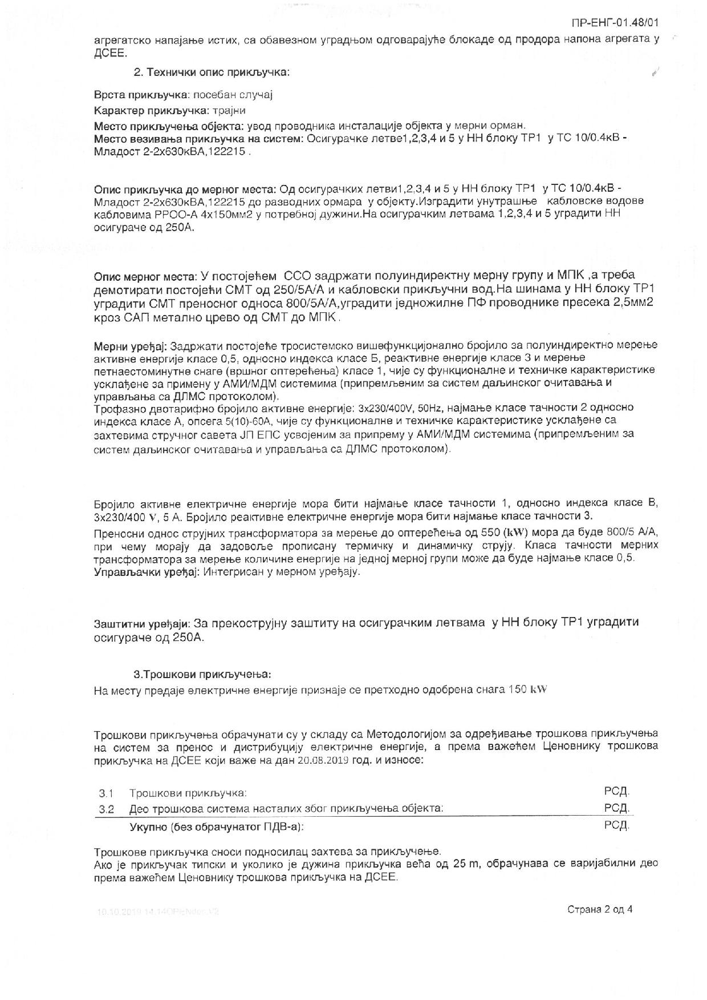 ПР-ЕНГ-01.48/01
агрегатско напајање истих, са обавезном уградњом одговарајуће блокаде од продора напона агрегата у
ДСЕЕ.
2. Технички опис прикључка:
Врста прикључка: посебан случај
Карактер прикључка: трајни
Место прикључења објекта: увод проводника инсталације објекта у мерни орман.
Место везивања прикључка на систем: Осигурачке летве1,2,3,4 и 5 у НН блоку ТР1 у ТС 10/0.4кВ -
Младост 2-2х630кВА,122215 .
Опис прикључка до мерног места: Од осигурачких летви1,2,3,4 и 5 у НН блоку ТР1 у ТС 10/0.4кВ -
Младост 2-2х630кВА,122215 до разводних ормара у објекту.Изградити унутрашње кабловске водове
кабловима РРОО-А 4х150мм2 у потребној дужини.На осигурачким летвама 1,2,3,4 и 5 уградити НН
осигураче од 250А.
Опис мерног места: У постојећем ССО задржати полуиндиректну мерну групу и МПК ,а треба
демотирати постојећи СМТ од 250/5А/А и кабловски прикључни вод.На шинама у НН блоку ТР1
уградити СМТ преносног односа 800/5А/А,уградити једножилне ПФ проводнике пресека 2,5мм2
кроз САП метално црево од СМТ до МПК .
Мерни уређај: Задржати постојеће тросистемско вишефункцијонално бројило за полуиндиректно мерење
активне енергије класе 0,5, односно индекса класе Б, реактивне енергије класе 3 и мерење
петнаестоминутне снаге (вршног оптерећења) класе 1, чије су функционалне и техничке карактеристике
усклађене за примену у АМИ/МДМ системима (припремљеним за систем даљинског очитавања и
управљања са ДЛМС протоколом).
Трофазно двотарифно бројило активне енергије: 3x230/400V, 50Hz, најмање класе тачности 2 односно
индекса класе А, опсега 5(10)-60А, чије су функционалне и техничке карактеристике усклађене са
захтевима стручног савета ЈП ЕПС усвојеним за припрему у АМИ/МДМ системима (припремљеним за
систем даљинског очитавања и управљања са ДЛМС протоколом).
Бројило активне електричне енергије мора бити најмање класе тачности 1, односно индекса класе В,
3x230/400 V, 5 А. Бројило реактивне електричне енергије мора бити најмање класе тачности 3.
Преносни однос струјних трансформатора за мерење до оптерећења од 550 (kW) мора да буде 800/5 А/А,
при чему морају да задовоље прописану термичку и динамичку струју. Класа тачности мерних
трансформатора за мерење количине енергије на једној мерној групи може да буде најмање класе 0,5.
Управљачки уређај: Интегрисан у мерном уређају.
Заштитни уређаји: За прекострујну заштиту на осигурачким летвама у НН блоку ТР1 уградити
осигураче од 250А.
3.Трошкови прикључења:
На месту предаје електричне енергије признаје се претходно одобрена снага 150 kW
Трошкови прикључења обрачунати су у складу са Методологијом за одређивање трошкова прикључења
на систем за пренос и дистрибуцију електричне енергије, а према важећем Ценовнику трошкова
прикључка на ДСЕЕ који важе на дан 20.08.2019 год. и износе:
3.1 Трошкови прикључка: РСД.
3.2 Део трошкова система насталих због прикључења објекта: РСД.
Укупно (без обрачунатог ПДВ-а): РСД.
Трошкове прикључка сноси подносилац захтева за прикључење.
Ако је прикључак типски и уколико је дужина прикључка већа од 25 m, обрачунава се варијабилни део
према важећем Ценовнику трошкова прикључка на ДСЕЕ.
10.10.2019 14:14
Страна 2 од 4